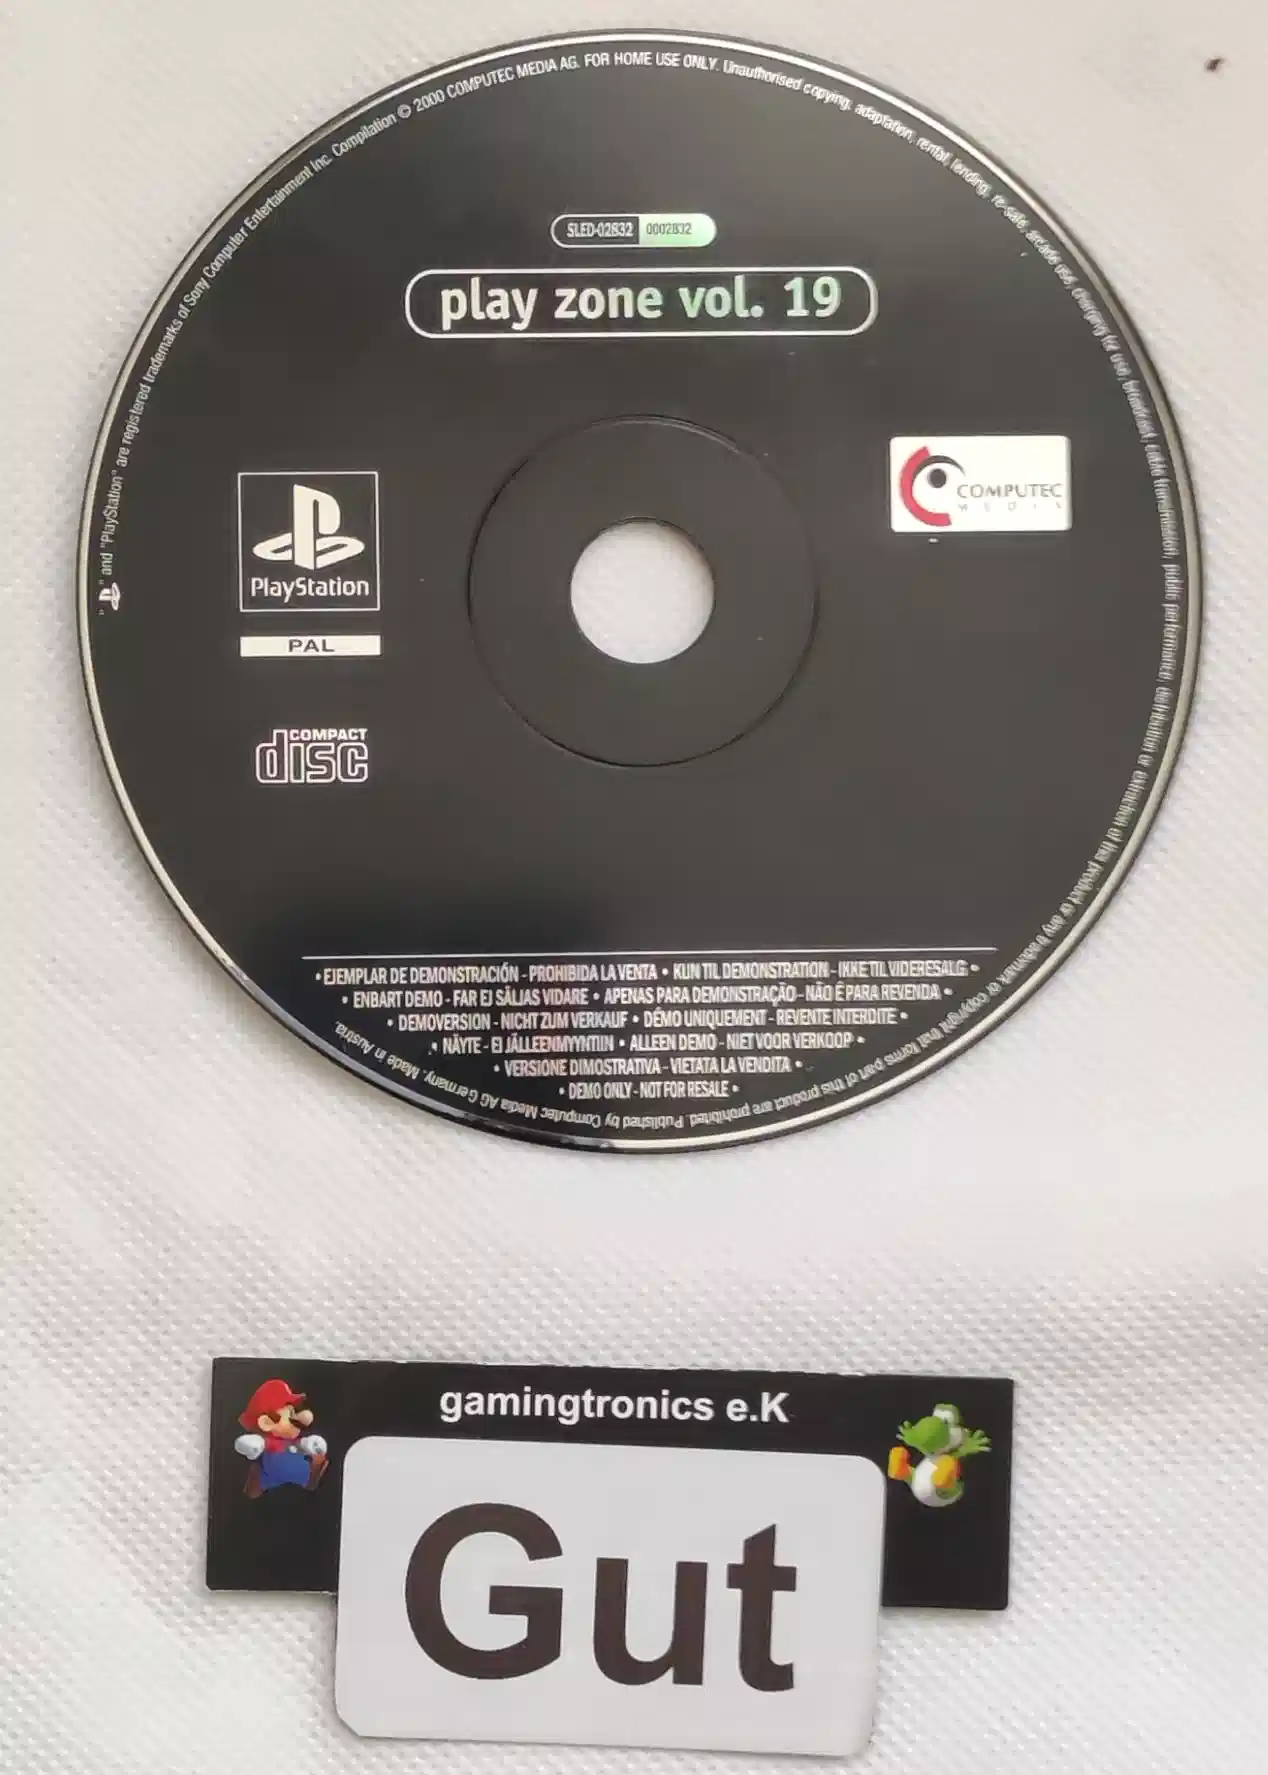 " " and "PlayStation" are registered trademarks of Sony Computer Entertainment Inc. Compilation © 2000 COMPUTEC MEDIA AG. FOR HOME USE ONLY. Unauthorised copying, adaptation, rental, lending, re-sale, arcade use, charging for use, broadcast, cable transmission, public performance, distribution or extraction of this product or any trademark or copyright that forms part of this product are prohibited. Published by Computec Media AG Germany. Made in Austria.
SLED-02832 0002832
play zone vol. 19
COMPUTEC
MEDIA
PlayStation
PAL
COMPACT
disc
• EJEMPLAR DE DEMOSTRACIÓN - PROHIBIDA LA VENTA • KUN TIL DEMONSTRATION - IKKE TIL VIDERESALG •
• ENBART DEMO - FAR EJ SÄLJAS VIDARE • APENAS PARA DEMONSTRAÇÃO - NÃO É PARA REVENDA •
• DEMOVERSION - NICHT ZUM VERKAUF • DÉMO UNIQUEMENT - REVENTE INTERDITE •
• NÄYTE - EI JÄLLEENMYYNTIIN • ALLEEN DEMO - NIET VOOR VERKOOP •
• VERSIONE DIMOSTRATIVA - VIETATA LA VENDITA •
• DEMO ONLY - NOT FOR RESALE •
gamingtronics e.K
Gut